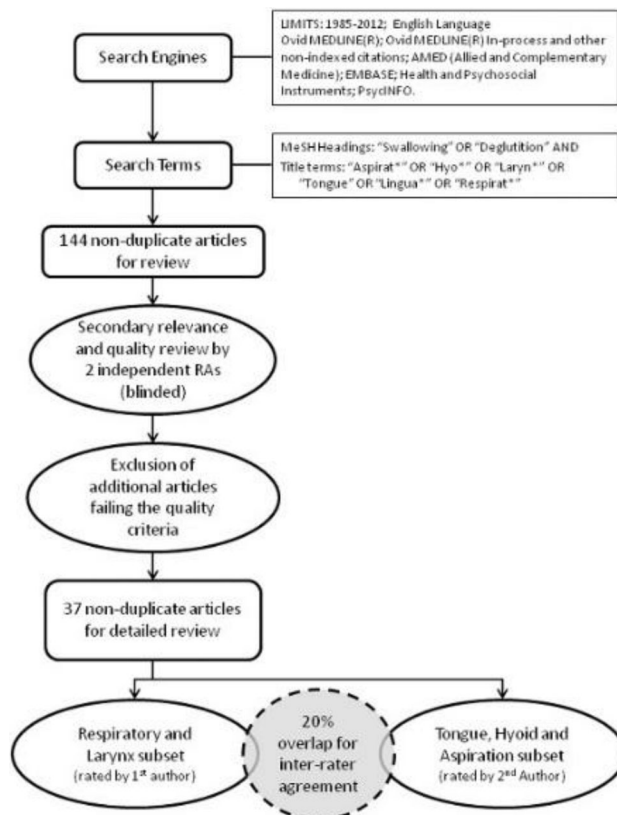 Search Engines
LIMITS: 1985-2012; English Language
Ovid MEDLINE(R); Ovid MEDLINE(R) In-process and other
non-indexed citations; AMED (Allied and Complementary
Medicine); EMBASE; Health and Psychosocial
Instruments; PsycINFO.
Search Terms
MeSH Headings: "Swallowing" OR "Deglutition" AND
Title terms: "Aspirat*" OR "Hyo*" OR "Laryn*" OR
"Tongue" OR "Lingua*" OR "Respirat*"
144 non-duplicate articles
for review
Secondary relevance
and quality review by
2 independent RAs
(blinded)
Exclusion of
additional articles
failing the quality
criteria
37 non-duplicate articles
for detailed review
Respiratory and
Larynx subset
(rated by 1st author)
20%
overlap for
inter-rater
agreement
Tongue, Hyoid and
Aspiration subset
(rated by 2nd Author)